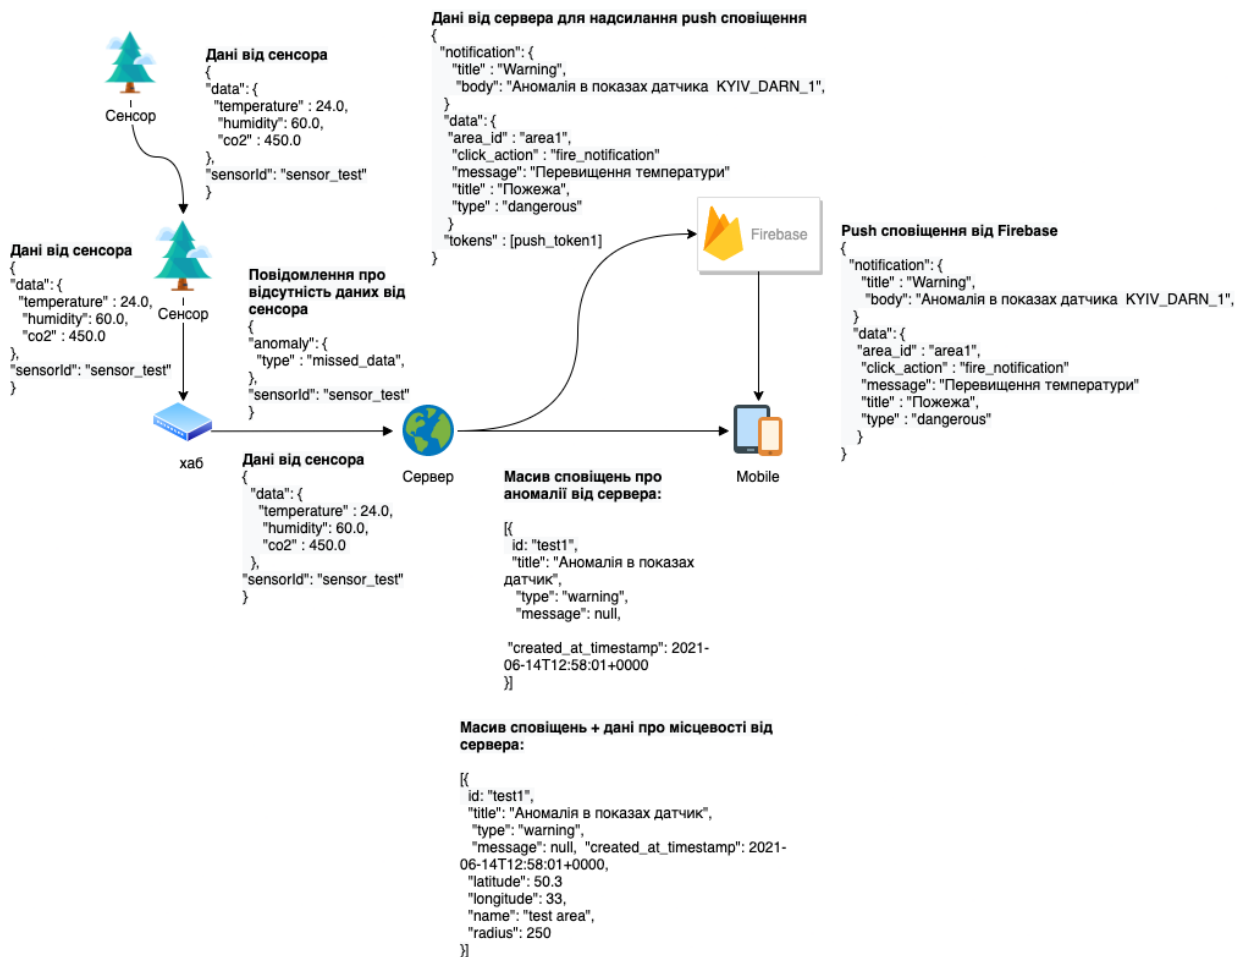 Дані від сервера для надсилання push сповіщення
{
"notification": {
"title" : "Warning",
"body": "Аномалія в показах датчика KYIV_DARN_1",
}
"data": {
"area_id" : "area1",
"click_action" : "fire_notification"
"message": "Перевищення температури"
"title" : "Пожежа",
"type" : "dangerous"
}
"tokens" : [push_token1]
}
Сенсор
Дані від сенсора
{
"data": {
"temperature" : 24.0,
"humidity": 60.0,
"co2" : 450.0
},
"sensorId": "sensor_test"
}
Firebase
Дані від сенсора
{
"data": {
"temperature" : 24.0,
"humidity": 60.0,
"co2" : 450.0
},
"sensorId": "sensor_test"
}
Сенсор
Повідомлення про
відсутність даних від
сенсора
{
"anomaly": {
"type" : "missed_data",
},
"sensorId": "sensor_test"
}
Push сповіщення від Firebase
{
"notification": {
"title" : "Warning",
"body": "Аномалія в показах датчика KYIV_DARN_1",
}
"data": {
"area_id" : "area1",
"click_action" : "fire_notification"
"message": "Перевищення температури"
"title" : "Пожежа",
"type" : "dangerous"
}
}
хаб
Сервер
Mobile
Дані від сенсора
{
"data": {
"temperature" : 24.0,
"humidity": 60.0,
"co2" : 450.0
},
"sensorId": "sensor_test"
}
Масив сповіщень про
аномалії від сервера:
[{
id: "test1",
"title": "Аномалія в показах
датчик",
"type": "warning",
"message": null,
"created_at_timestamp": 2021-
06-14T12:58:01+0000
}]
Масив сповіщень + дані про місцевості від
сервера:
[{
id: "test1",
"title": "Аномалія в показах датчик",
"type": "warning",
"message": null, "created_at_timestamp": 2021-
06-14T12:58:01+0000,
"latitude": 50.3
"longitude": 33,
"name": "test area",
"radius": 250
}]